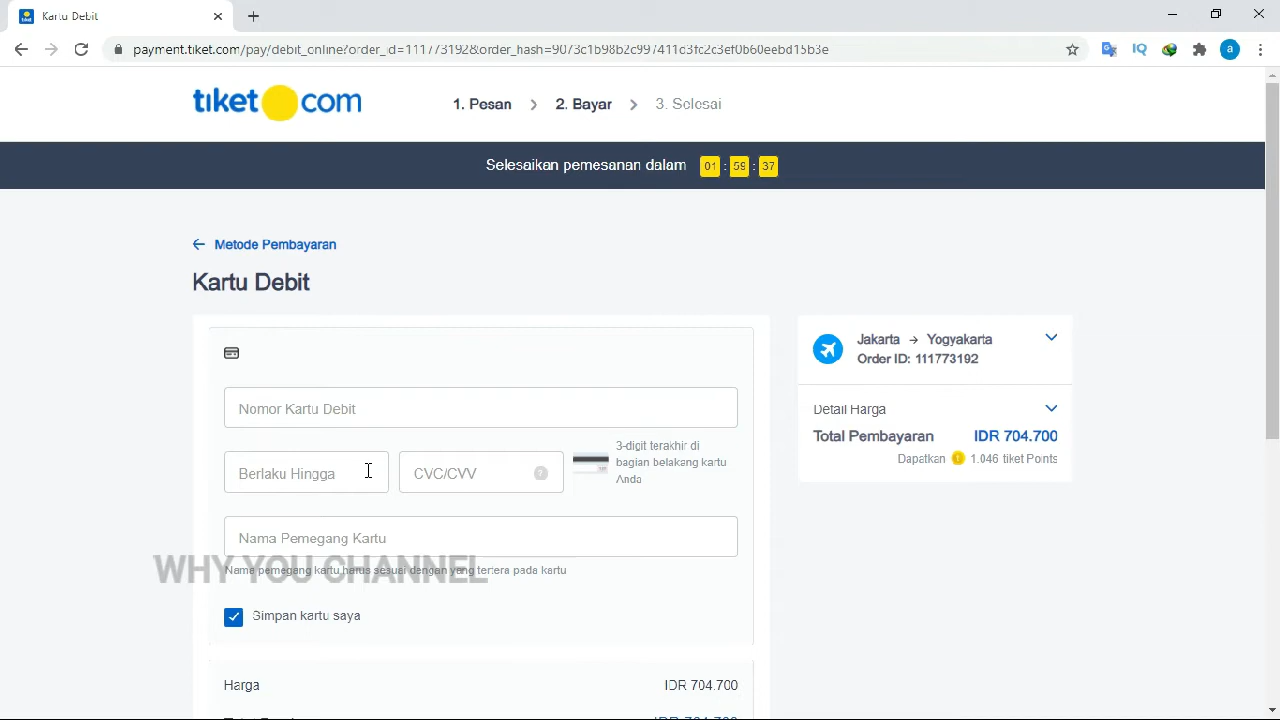 Kartu Debit
payment.tiket.com/pay/debit_online?order_id=111773192&order_hash=9073c1b98b2c997411c3fc2c3ef0b60eebd15b3e
IQ
a
tiket com
1. Pesan > 2. Bayar > 3. Selesai
Selesaikan pemesanan dalam 01 : 59 : 37
← Metode Pembayaran
Kartu Debit
Nomor Kartu Debit
Berlaku Hingga
CVC/CVV
?
3-digit terakhir di
bagian belakang kartu
Anda
Nama Pemegang Kartu
WHY YOU CHANNEL
Nama pemegang kartu harus sesuai dengan yang tertera pada kartu
Simpan kartu saya
Harga IDR 704.700
Jakarta → Yogyakarta
Order ID: 111773192
Detail Harga
Total Pembayaran IDR 704.700
Dapatkan 1.046 tiket Points